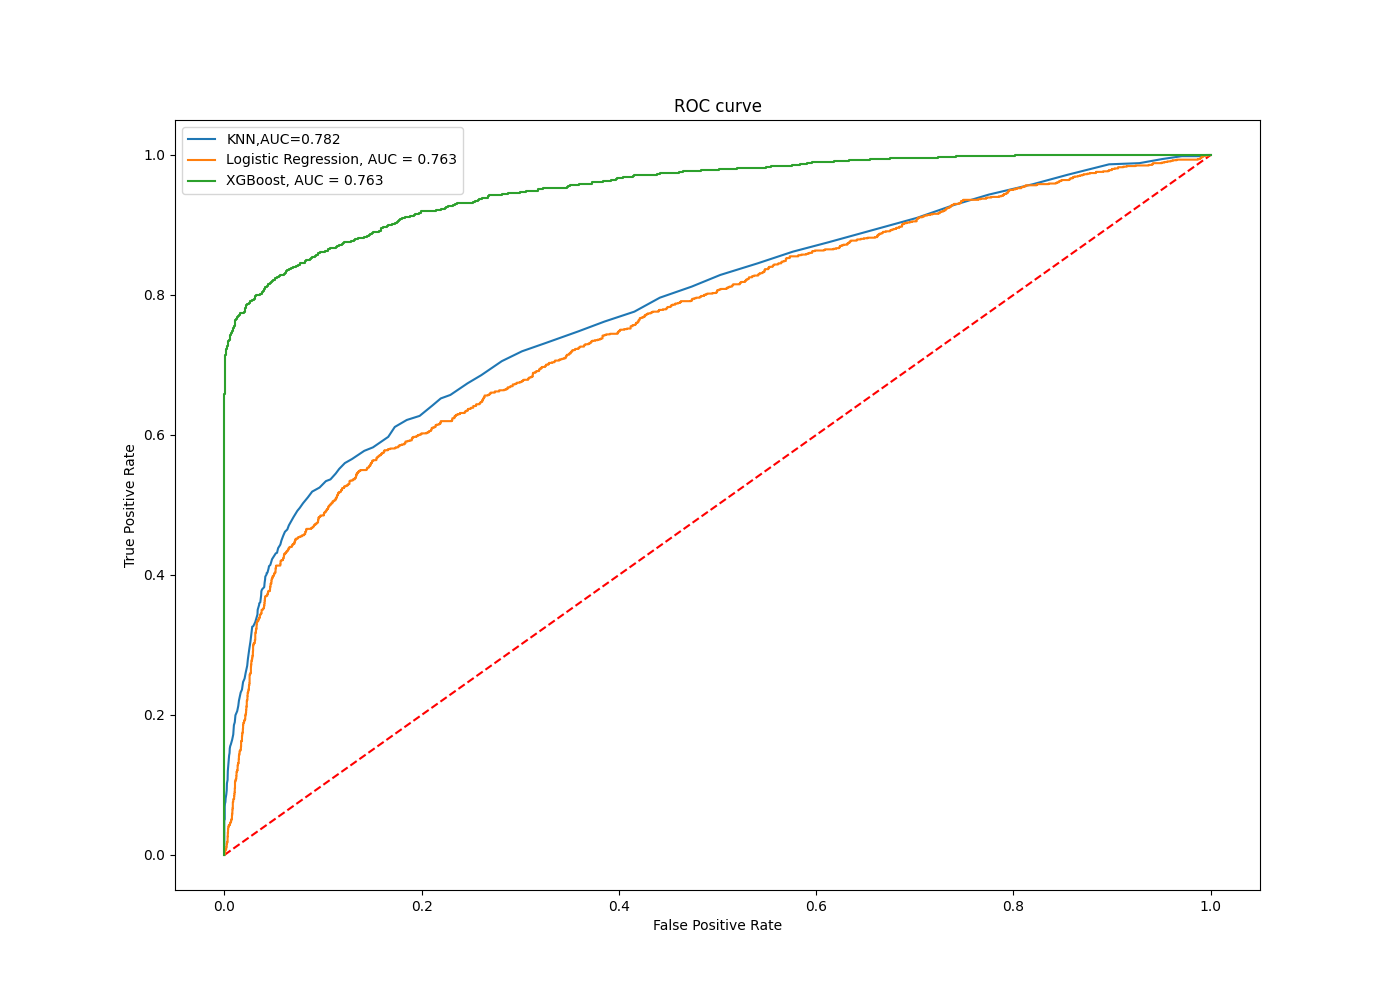 ROC curve
KNN,AUC=0.782
Logistic Regression, AUC = 0.763
XGBoost, AUC = 0.763
1.0
0.8
0.6
0.4
0.2
0.0
True Positive Rate
0.0 0.2 0.4 0.6 0.8 1.0
False Positive Rate